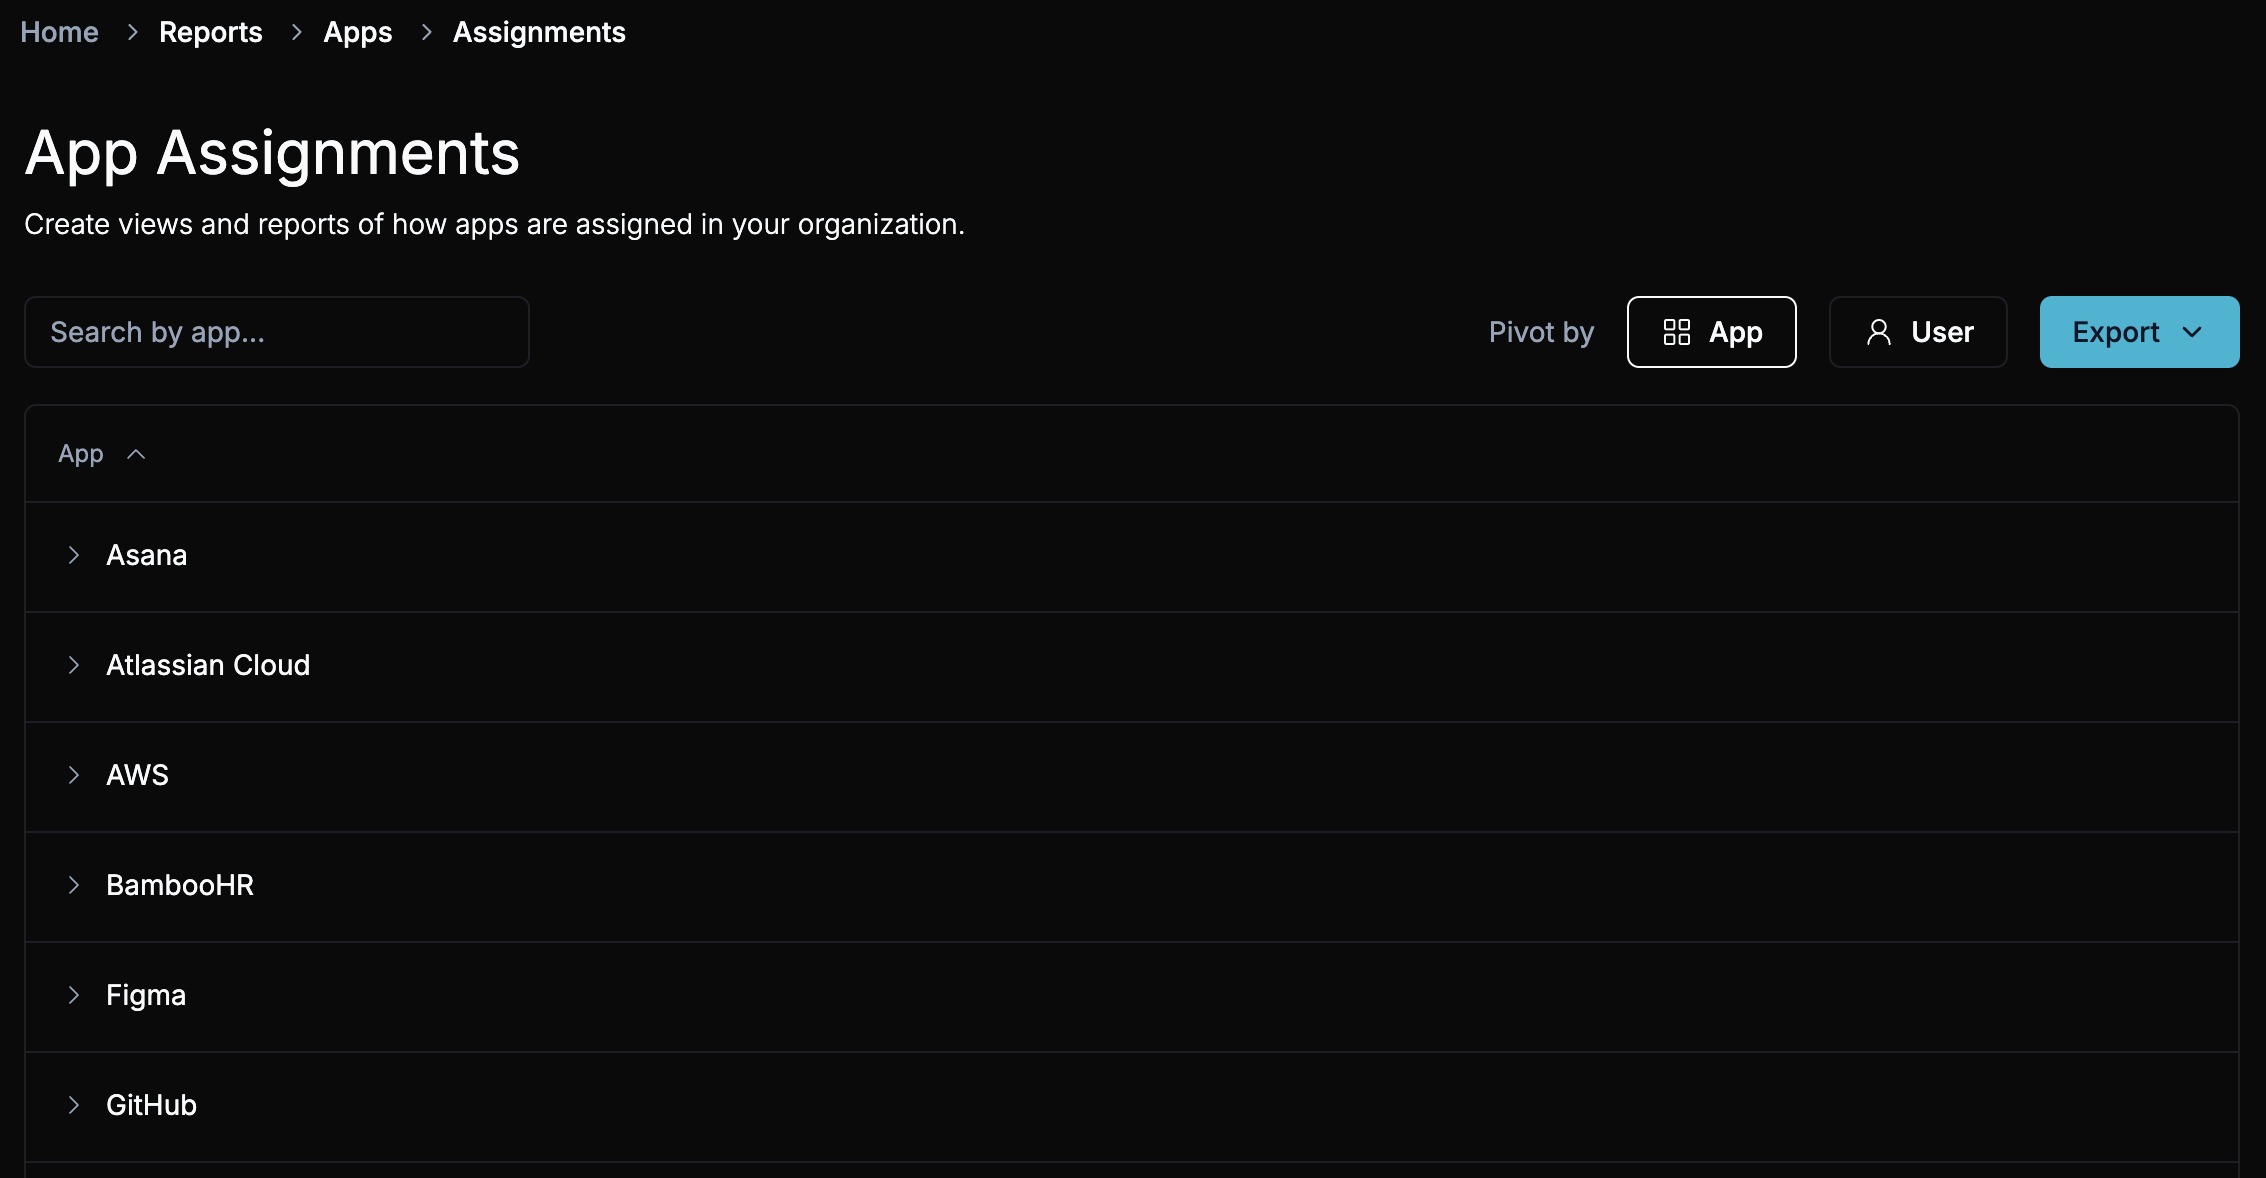 Home > Reports > Apps > Assignments
App Assignments
Create views and reports of how apps are assigned in your organization.
Search by app...
Pivot by
App
User
Export
App
Asana
Atlassian Cloud
AWS
BambooHR
Figma
GitHub